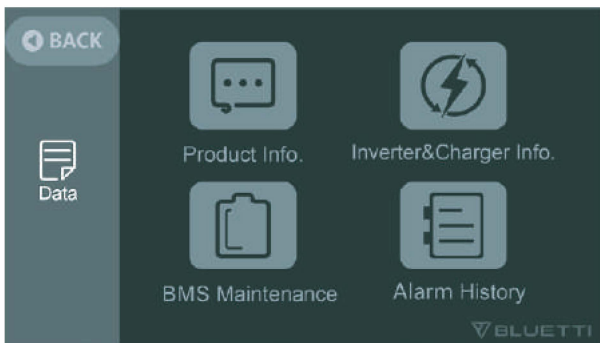 BACK
Data
Product Info.
Inverter&Charger Info.
BMS Maintenance
Alarm History
BLUETTI